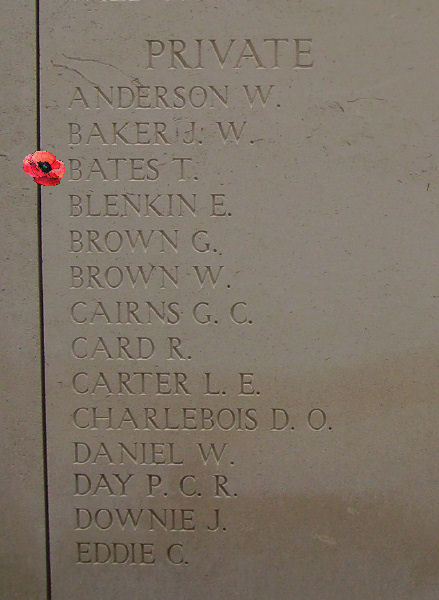 PRIVATE
ANDERSON W.
BAKER J. W.
BATES T.
BLENKIN E.
BROWN G.
BROWN W.
CAIRNS G. C.
CARD R.
CARTER L. E.
CHARLEBOIS D. O.
DANIEL W.
DAY P. C. R.
DOWNIE J.
EDDIE C.